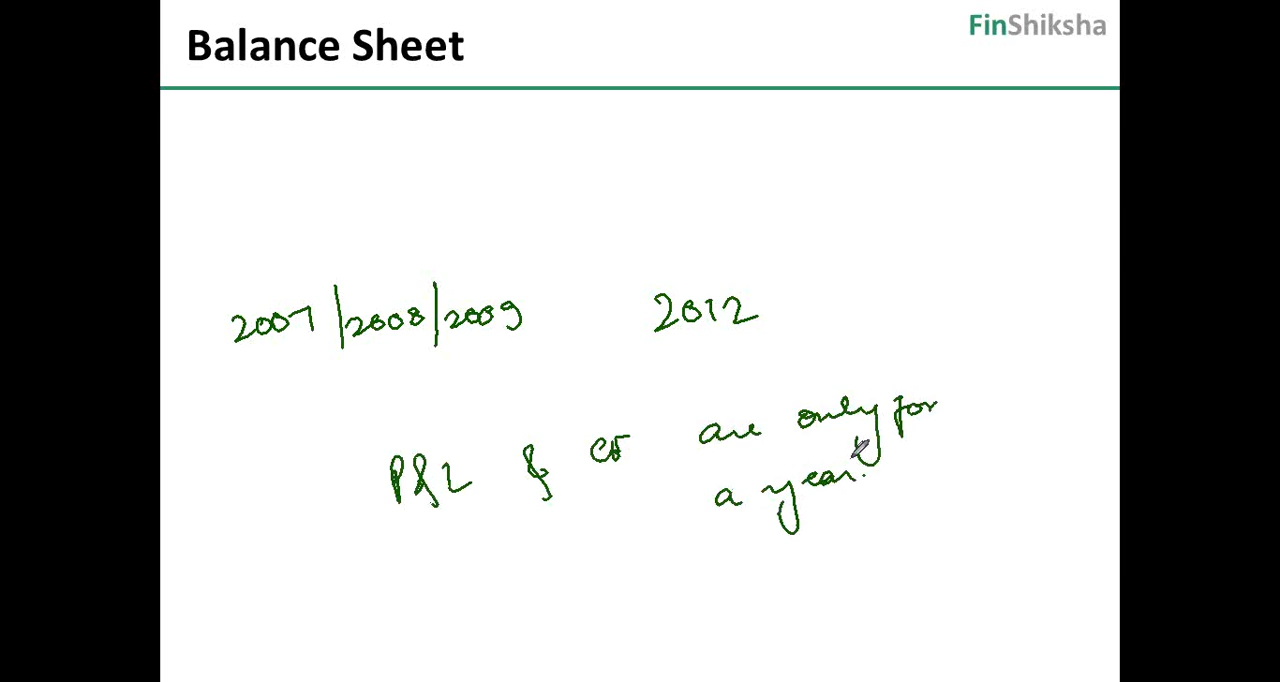 Balance Sheet
FinShiksha
2007 | 2008 | 2009 2012
P&L & CF are only for
a year.